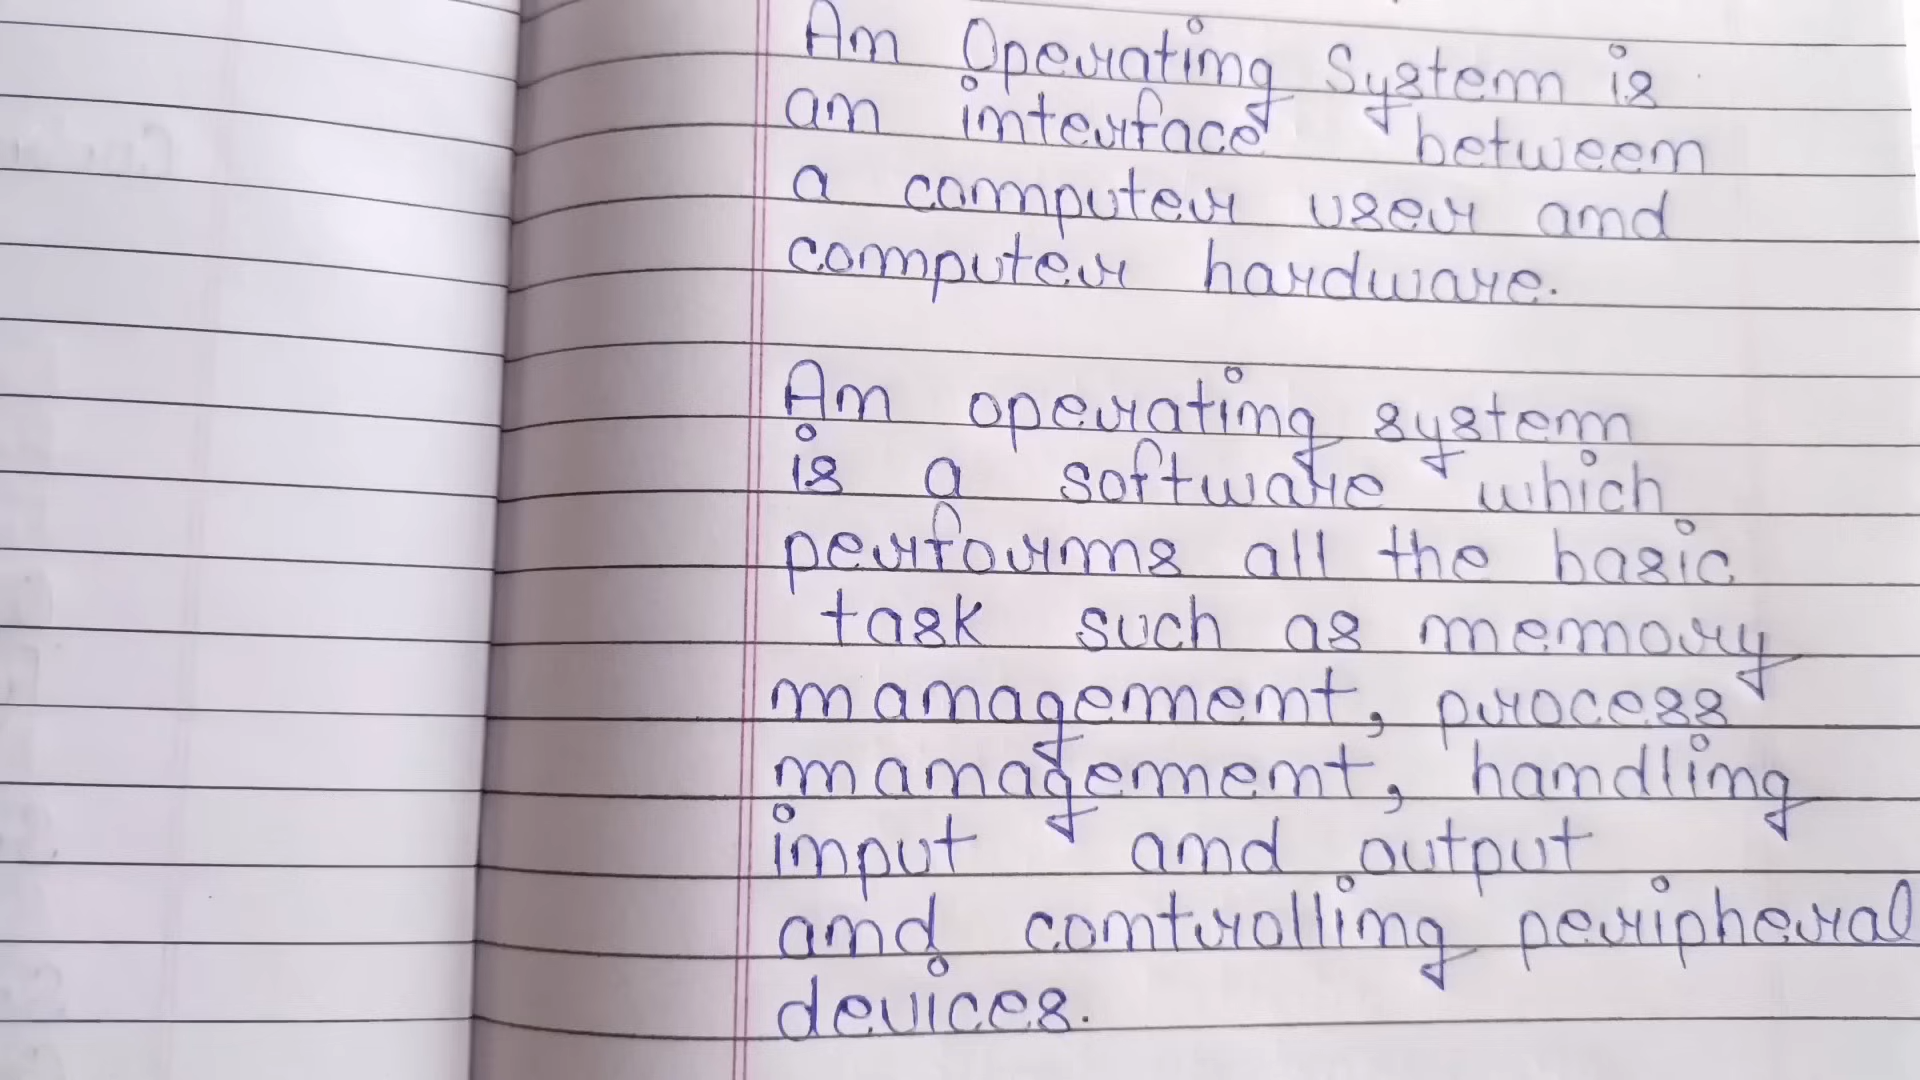 An Operating System is
an interface between
a computer user and
computer hardware.
An operating system
is a software which
performs all the basic
task such as memory
management, process
management, handling
input and output
and controlling peripheral
devices.